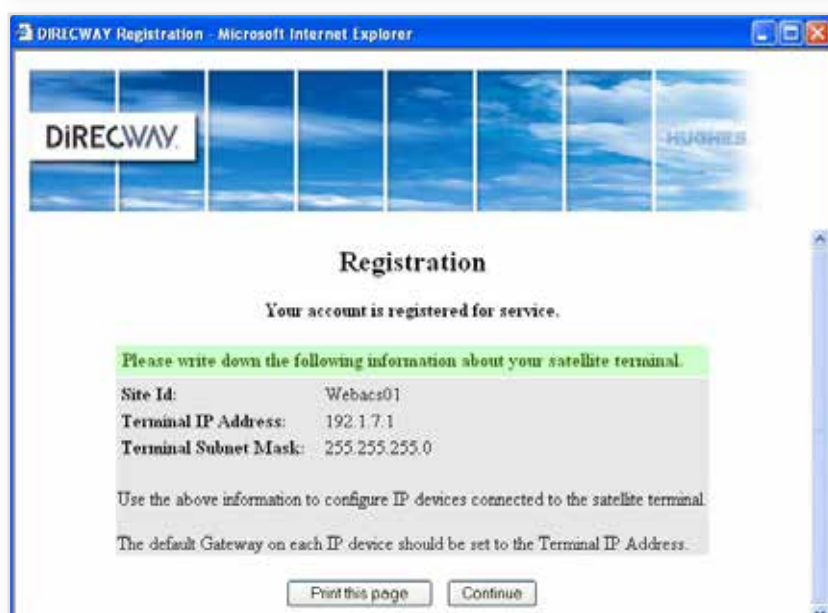 DIRECWAY Registration - Microsoft Internet Explorer
DiRECWAY
HUGHES
Registration
Your account is registered for service.
Please write down the following information about your satellite terminal.
Site Id: Webacs01
Terminal IP Address: 192.1.7.1
Terminal Subnet Mask: 255.255.255.0
Use the above information to configure IP devices connected to the satellite terminal.
The default Gateway on each IP device should be set to the Terminal IP Address.
Print this page Continue